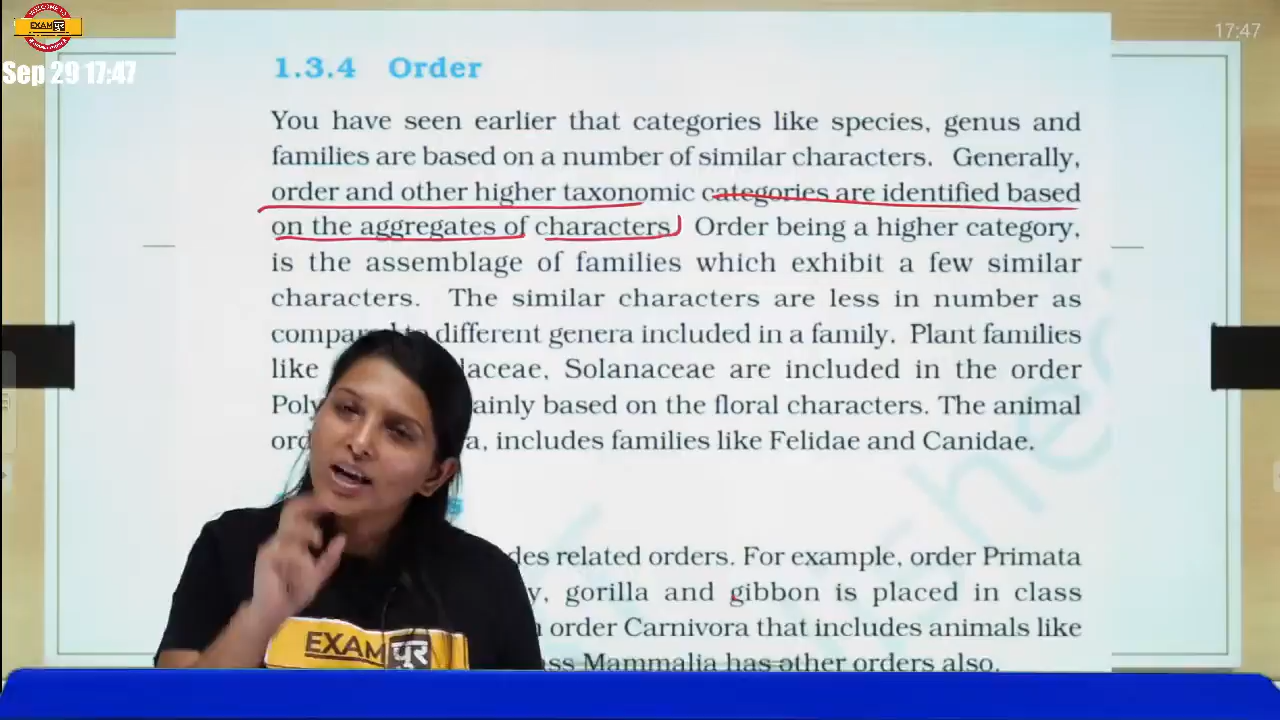 WELCOME TO
EXAM पुर
Sep 29 17:47
17:47
1.3.4 Order
You have seen earlier that categories like species, genus and
families are based on a number of similar characters. Generally,
order and other higher taxonomic categories are identified based
on the aggregates of characters. Order being a higher category,
is the assemblage of families which exhibit a few similar
characters. The similar characters are less in number as
compared to different genera included in a family. Plant families
like laceae, Solanaceae are included in the order
Poly ainly based on the floral characters. The animal
ord a, includes families like Felidae and Canidae.
s
des related orders. For example, order Primata
y, gorilla and gibbon is placed in class
order Carnivora that includes animals like
ss Mammalia has other orders also.
EXAM पुर